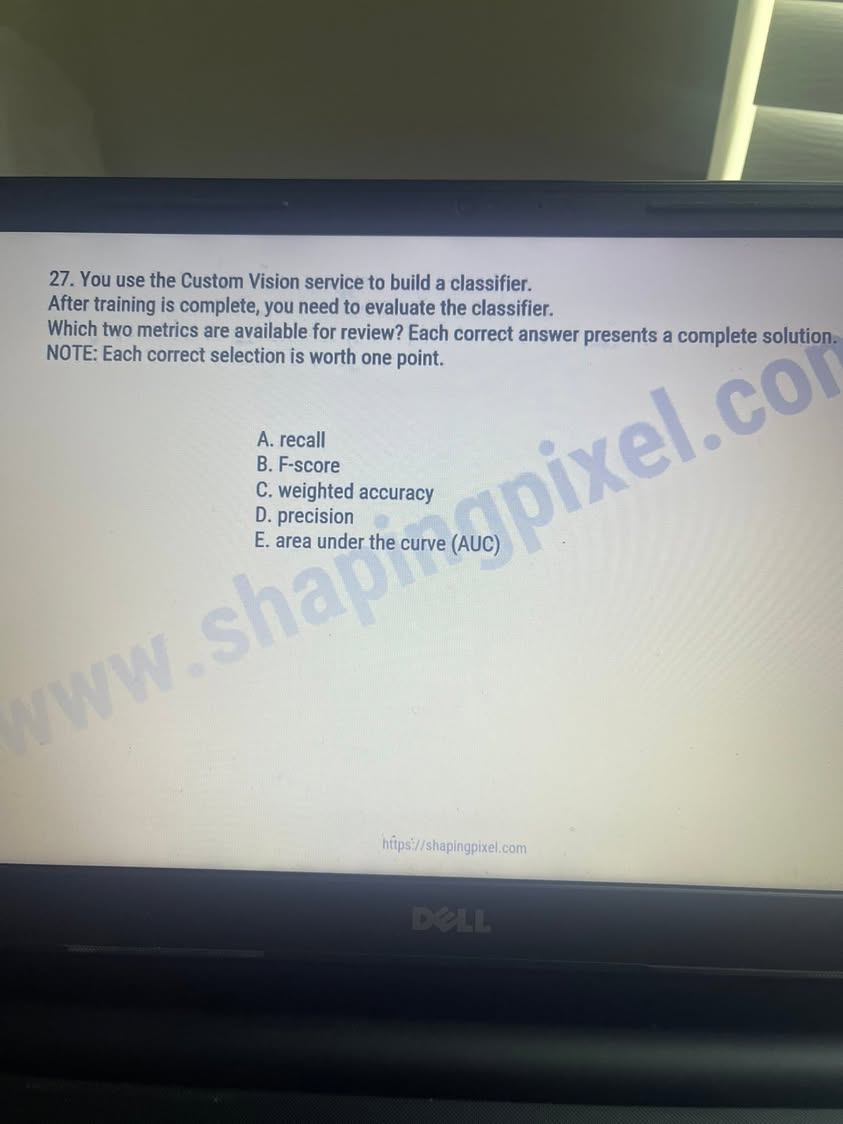 27. You use the Custom Vision service to build a classifier.
After training is complete, you need to evaluate the classifier.
Which two metrics are available for review? Each correct answer presents a complete solution.
NOTE: Each correct selection is worth one point.
A. recall
B. F-score
C. weighted accuracy
D. precision
E. area under the curve (AUC)
www.shapingpixel.com
https://shapingpixel.com
DELL